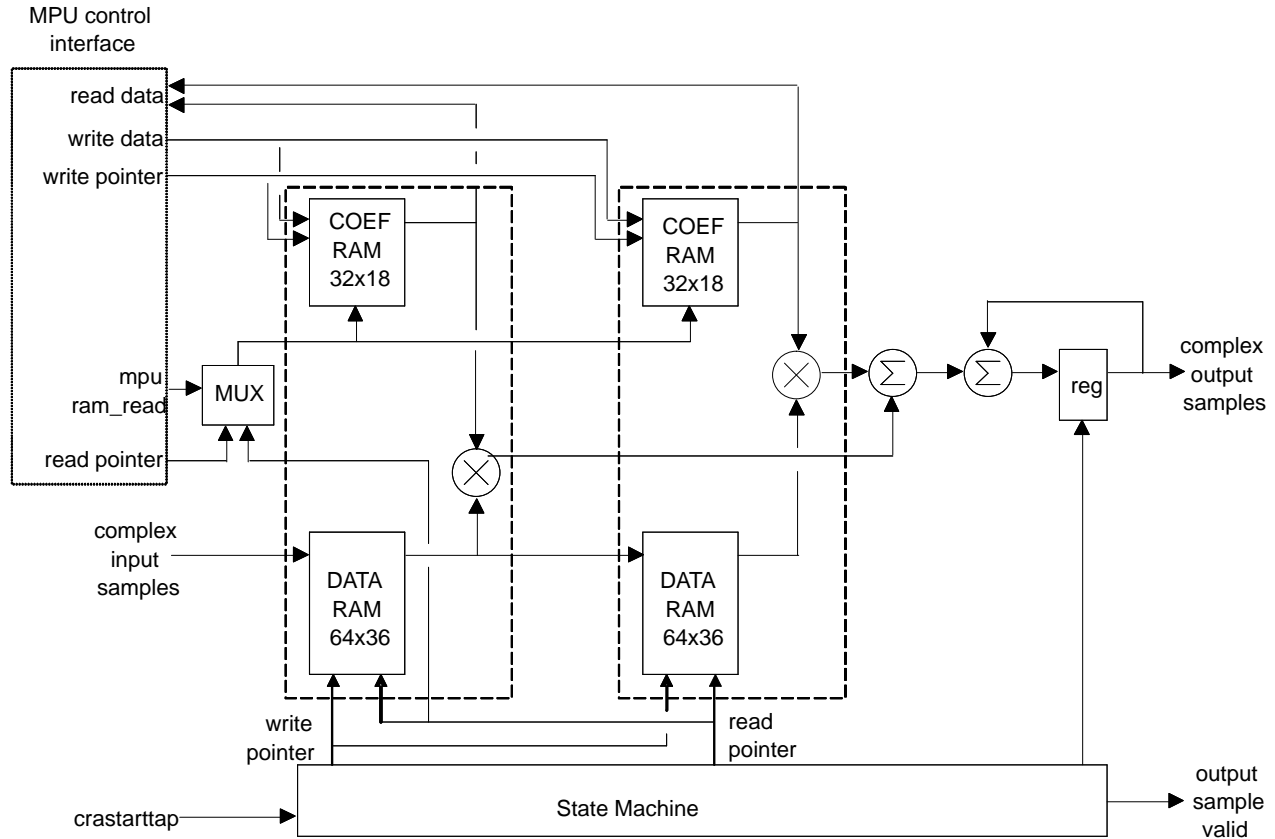 MPU control
interface
read data
write data
write pointer
COEF
RAM
32x18
COEF
RAM
32x18
mpu
ram_read
MUX
read pointer
Σ
Σ
reg
complex
output
samples
complex
input
samples
DATA
RAM
64x36
DATA
RAM
64x36
write
pointer
read
pointer
State Machine
crastarttap
output
sample
valid